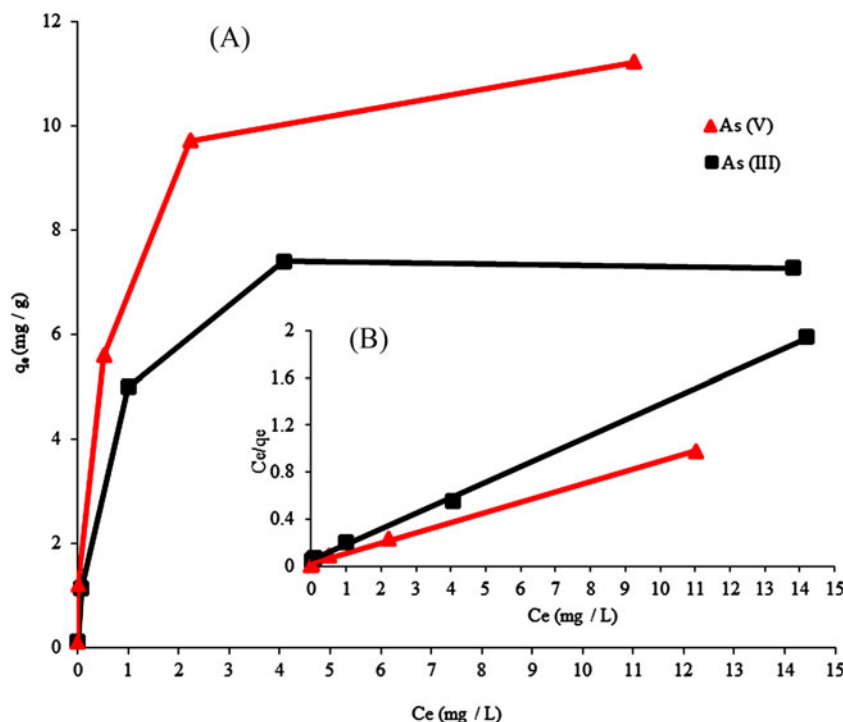 12
10
8
6
4
2
0
qe (mg / g)
(A)
As (V)
As (III)
(B)
2
1.6
1.2
0.8
0.4
0
Ce/qe
0 1 2 3 4 5 6 7 8 9 10 11 12 13 14 15
Ce (mg / L)
0 1 2 3 4 5 6 7 8 9 11 12 13 14 15
Ce (mg / L)